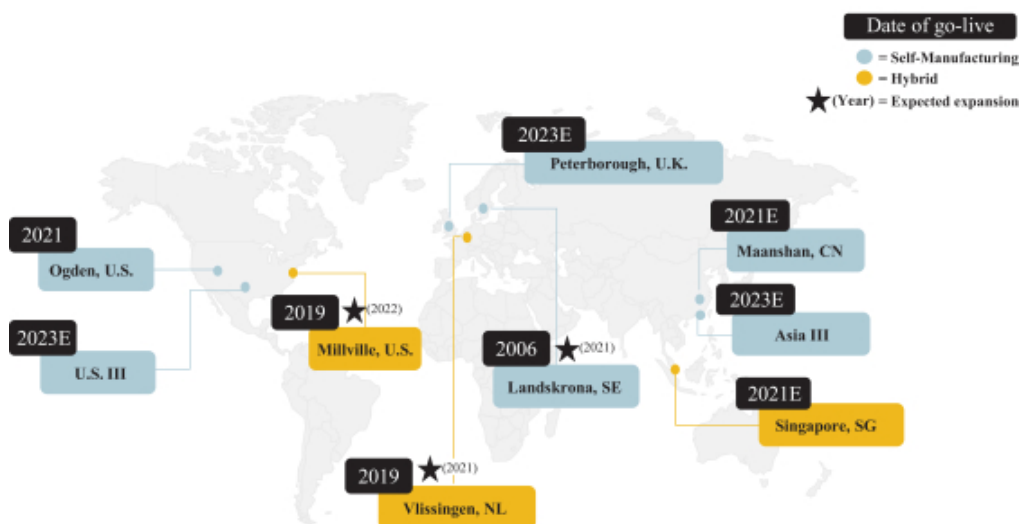 Date of go-live
= Self-Manufacturing
= Hybrid
(Year) = Expected expansion
2023E
Peterborough, U.K.
2021
Ogden, U.S.
2021E
Maanshan, CN
2019 (2022)
Millville, U.S.
2023E
Asia III
2023E
U.S. III
2006 (2021)
Landskrona, SE
2021E
Singapore, SG
2019 (2021)
Vlissingen, NL